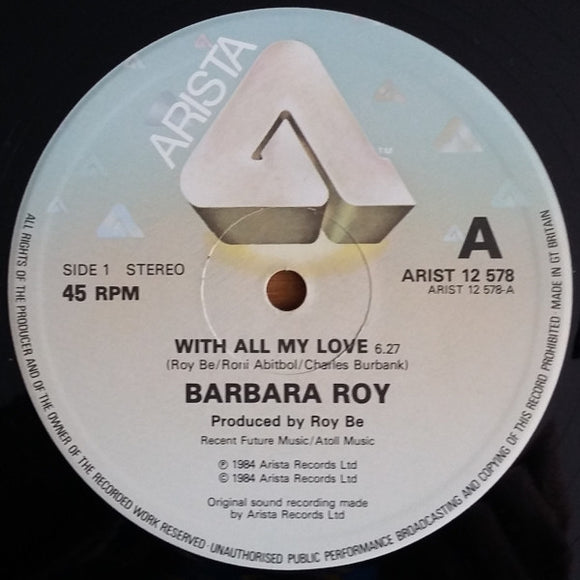 ARISTA
TM
A
SIDE 1 STEREO
45 RPM
ARIST 12 578
ARIST 12 578-A
WITH ALL MY LOVE 6.27
(Roy Be/Roni Abitbol/Charles Burbank)
BARBARA ROY
Produced by Roy Be
Recent Future Music/Atoll Music
℗ 1984 Arista Records Ltd
© 1984 Arista Records Ltd
Original sound recording made
by Arista Records Ltd
ALL RIGHTS OF THE PRODUCER AND OF THE OWNER OF THE RECORDED WORK RESERVED · UNAUTHORISED PUBLIC PERFORMANCE BROADCASTING AND COPYING OF THIS RECORD PROHIBITED · MADE IN GT BRITAIN